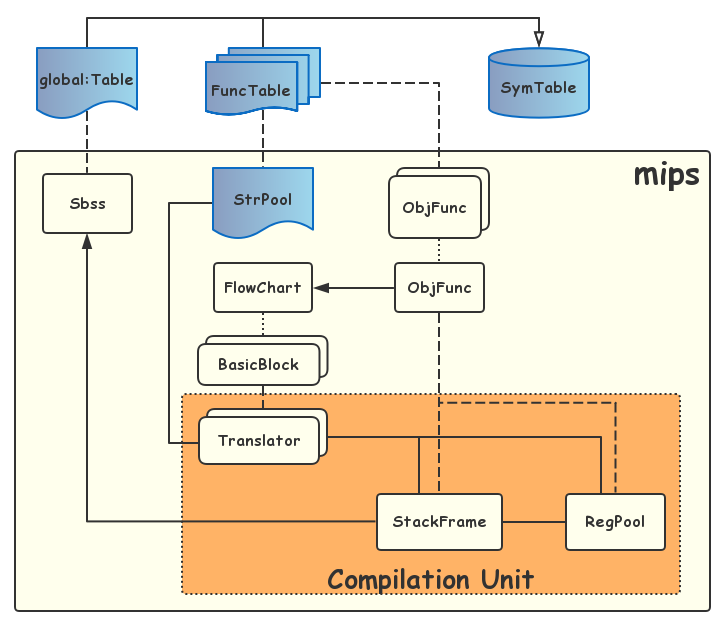 global:Table
FuncTable
SymTable
mips
Sbss
StrPool
ObjFunc
FlowChart
ObjFunc
BasicBlock
Translator
StackFrame
RegPool
Compilation Unit